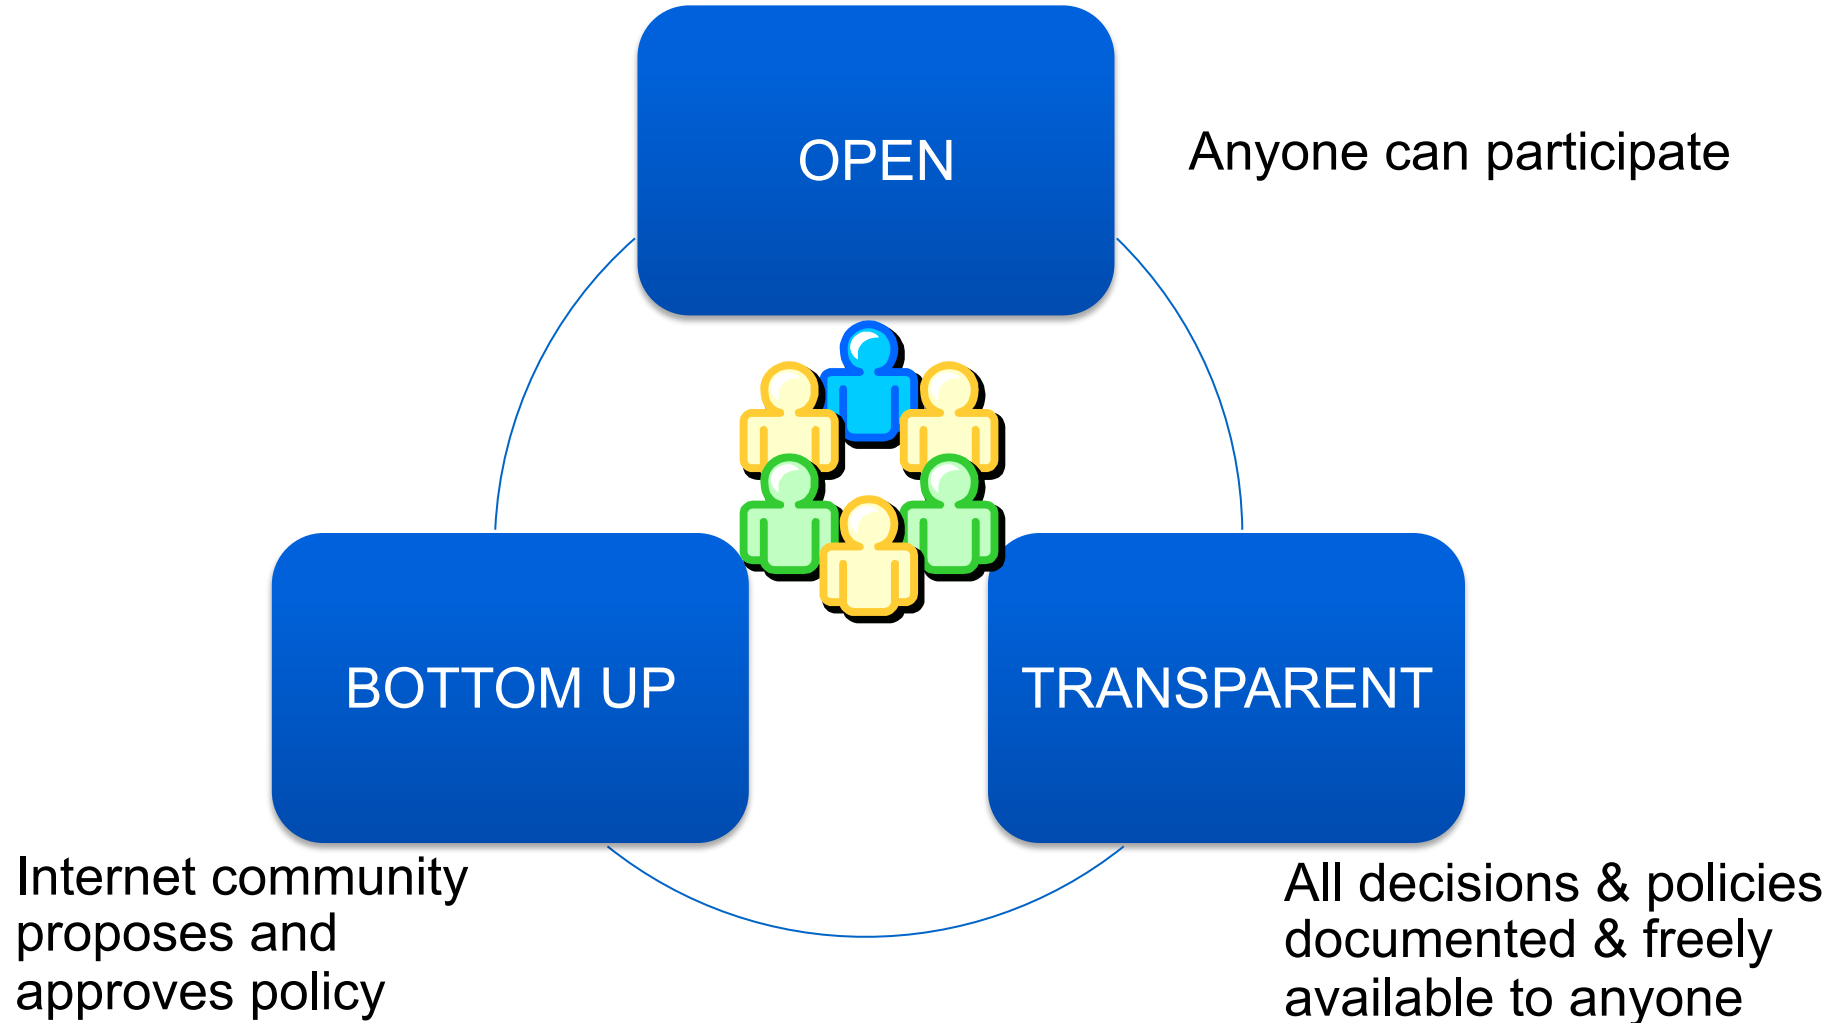 OPEN
Anyone can participate
BOTTOM UP
TRANSPARENT
Internet community
proposes and
approves policy
All decisions & policies
documented & freely
available to anyone